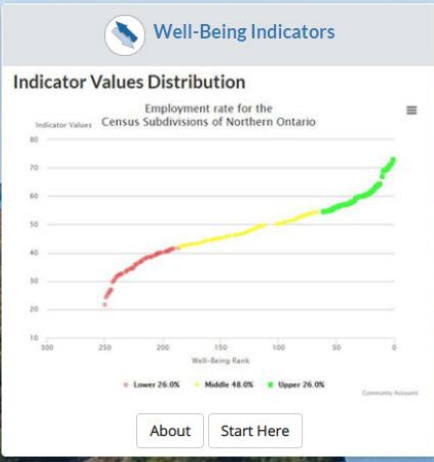 Well-Being Indicators
Indicator Values Distribution
Employment rate for the
Census Subdivisions of Northern Ontario
Indicator Values
80
70
60
50
40
30
20
10
300 250 200 150 100 50 0
Well-Being Rank
Lower 26.0% Middle 48.0% Upper 26.0%
Community Accounts
About Start Here